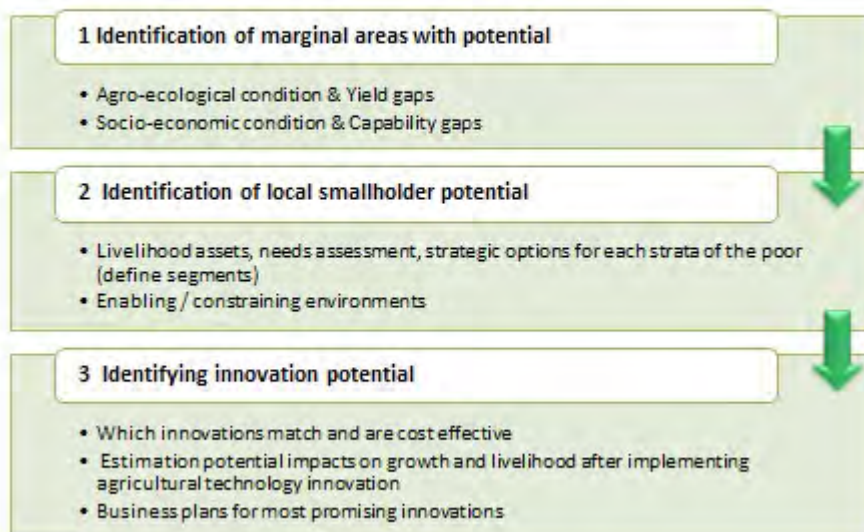 1 Identification of marginal areas with potential
• Agro-ecological condition & Yield gaps
• Socio-economic condition & Capability gaps
2 Identification of local smallholder potential
• Livelihood assets, needs assessment, strategic options for each strata of the poor
(define segments)
• Enabling / constraining environments
3 Identifying innovation potential
• Which innovations match and are cost effective
• Estimation potential impacts on growth and livelihood after implementing
agricultural technology innovation
• Business plans for most promising innovations